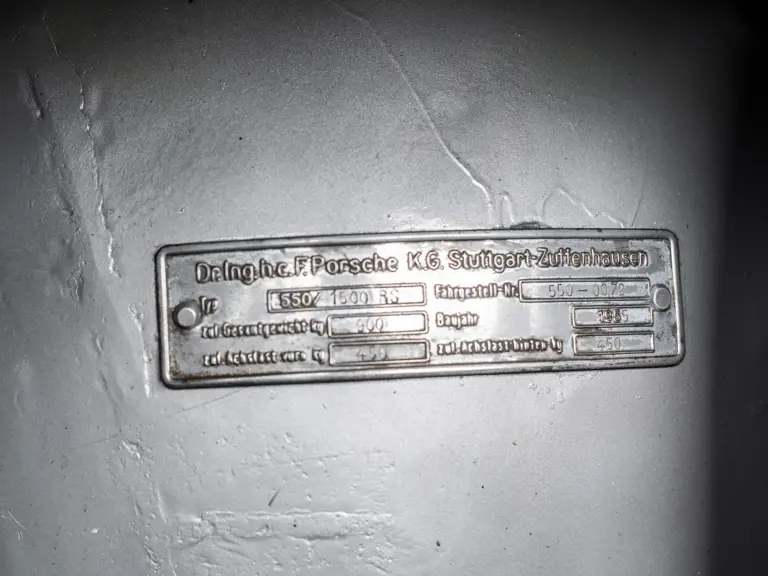 Dr.Ing.h.c.F.Porsche K.G. Stuttgart-Zuffenhausen
Typ 550/ 1500 RS Fahrgestell-Nr. 550-0072
zul-Gesamtgewicht kg 900 Baujahr 1955
zul-Achslast vorn kg 450 zul-Achslast hinten kg 450